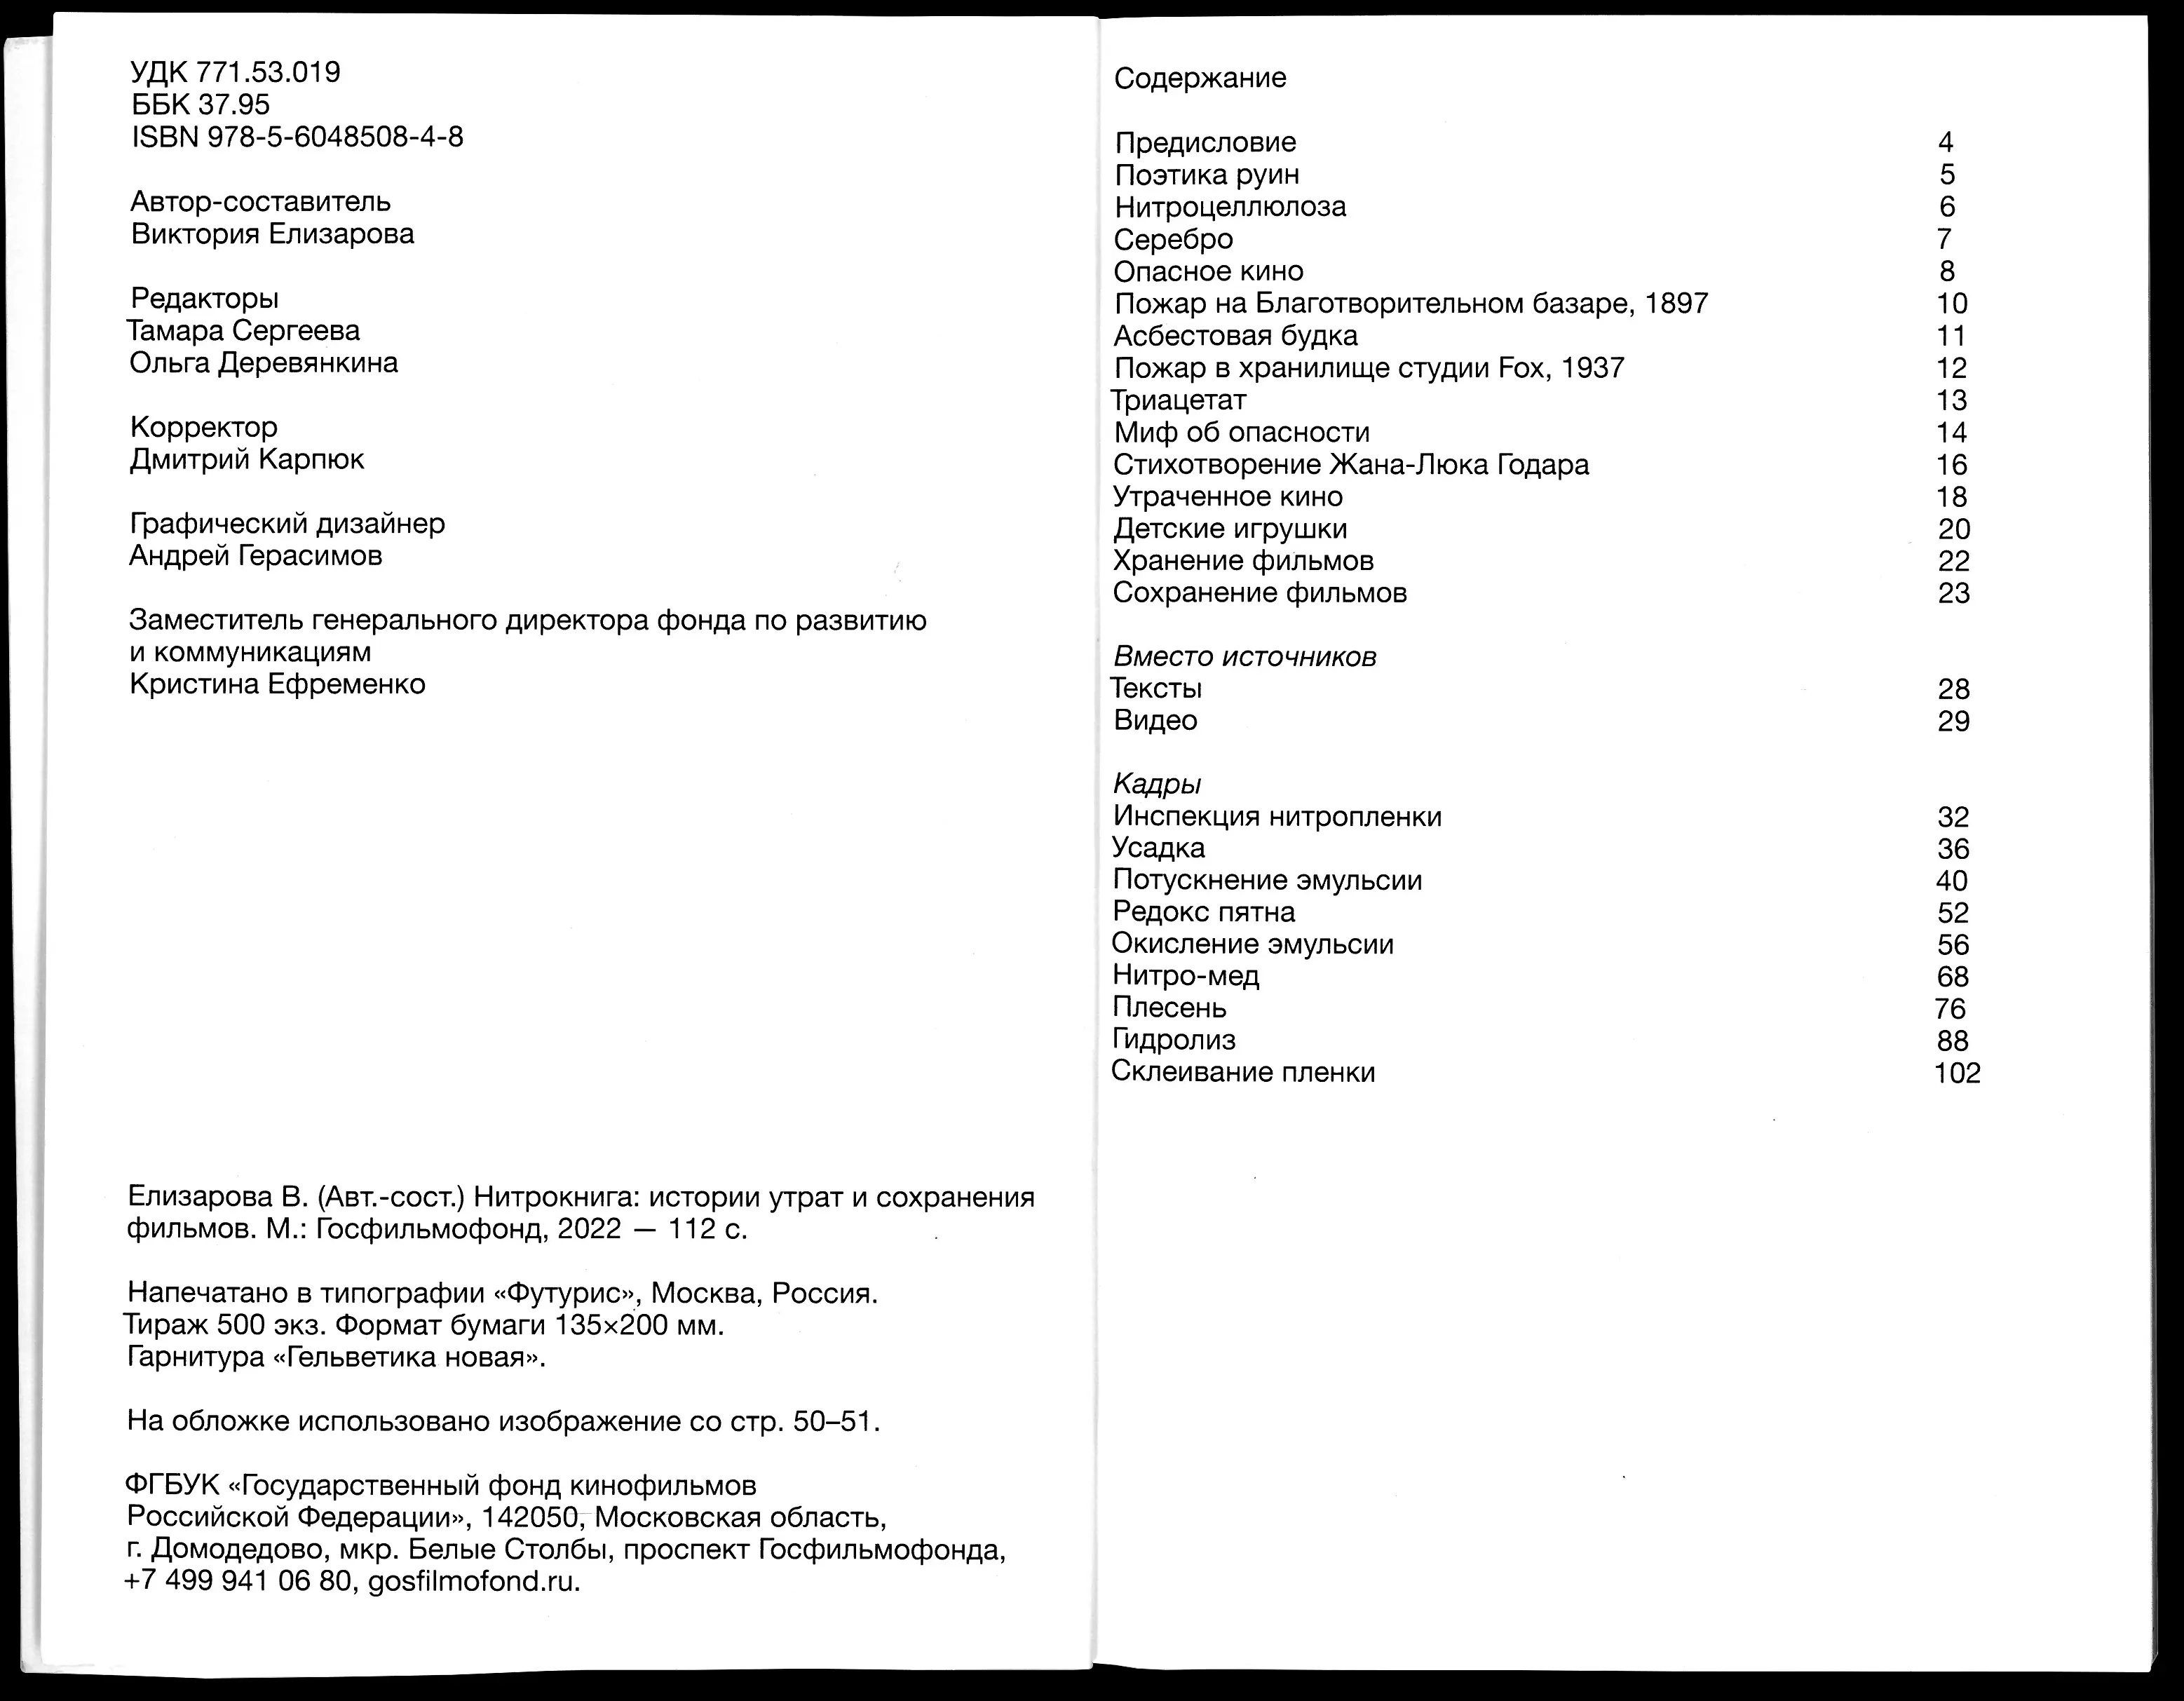 УДК 771.53.019
ББК 37.95
ISBN 978-5-6048508-4-8
Автор-составитель
Виктория Елизарова
Редакторы
Тамара Сергеева
Ольга Деревянкина
Корректор
Дмитрий Карпюк
Графический дизайнер
Андрей Герасимов
Заместитель генерального директора фонда по развитию
и коммуникациям
Кристина Ефременко
Елизарова В. (Авт.-сост.) Нитрокнига: истории утрат и сохранения
фильмов. М.: Госфильмофонд, 2022 — 112 с.
Напечатано в типографии «Футурис», Москва, Россия.
Тираж 500 экз. Формат бумаги 135×200 мм.
Гарнитура «Гельветика новая».
На обложке использовано изображение со стр. 50–51.
ФГБУК «Государственный фонд кинофильмов
Российской Федерации», 142050, Московская область,
г. Домодедово, мкр. Белые Столбы, проспект Госфильмофонда,
+7 499 941 06 80, gosfilmofond.ru.
Содержание
Предисловие 4
Поэтика руин 5
Нитроцеллюлоза 6
Серебро 7
Опасное кино 8
Пожар на Благотворительном базаре, 1897 10
Асбестовая будка 11
Пожар в хранилище студии Fox, 1937 12
Триацетат 13
Миф об опасности 14
Стихотворение Жана-Люка Годара 16
Утраченное кино 18
Детские игрушки 20
Хранение фильмов 22
Сохранение фильмов 23
Вместо источников
Тексты 28
Видео 29
Кадры
Инспекция нитропленки 32
Усадка 36
Потускнение эмульсии 40
Редокс пятна 52
Окисление эмульсии 56
Нитро-мед 68
Плесень 76
Гидролиз 88
Склеивание пленки 102